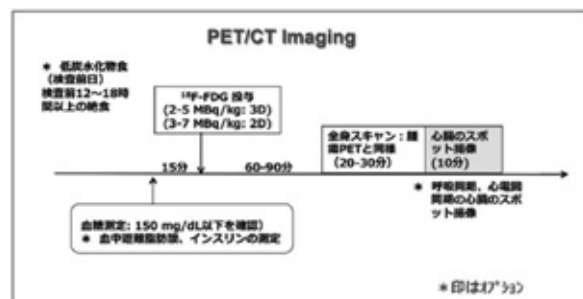 PET/CT Imaging
* 低炭水化物食
(検査前日)
検査前12〜18時
間以上の絶食
¹⁸F-FDG 投与
(2-5 MBq/kg: 3D)
(3-7 MBq/kg: 2D)
全身スキャン:腫
瘍PETと同様
(20-30分)
心臓のスポ
ット撮像
(10分)
15分
60-90分
血糖測定: 150 mg/dL以下を確認)
* 血中遊離脂肪酸、インスリンの測定
* 呼吸同期、心電図
同期の心臓のスポ
ット撮像
*印はオプション